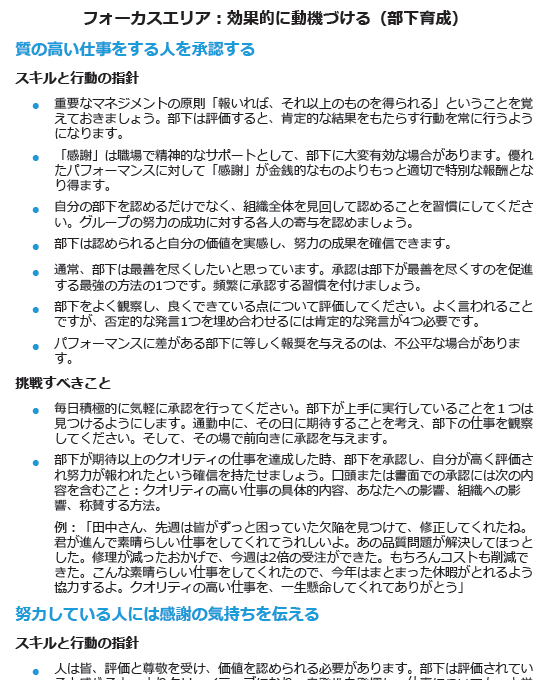 フォーカスエリア：効果的に動機づける（部下育成）
質の高い仕事をする人を承認する
スキルと行動の指針
● 重要なマネジメントの原則「報いれば、それ以上のものを得られる」ということを覚
えておきましょう。部下は評価すると、肯定的な結果をもたらす行動を常に行うよう
になります。
● 「感謝」は職場で精神的なサポートとして、部下に大変有効な場合があります。優れ
たパフォーマンスに対して「感謝」が金銭的なものよりもっと適切で特別な報酬とな
り得ます。
● 自分の部下を認めるだけでなく、組織全体を見回して認めることを習慣にしてくださ
い。グループの努力の成功に対する各人の寄与を認めましょう。
● 部下は認められると自分の価値を実感し、努力の成果を確信できます。
● 通常、部下は最善を尽くしたいと思っています。承認は部下が最善を尽くすのを促進
する最強の方法の1つです。頻繁に承認する習慣を付けましょう。
● 部下をよく観察し、良くできている点について評価してください。よく言われること
ですが、否定的な発言1つを埋め合わせるには肯定的な発言が4つ必要です。
● パフォーマンスに差がある部下に等しく報奨を与えるのは、不公平な場合がありま
す。
挑戦すべきこと
● 毎日積極的に気軽に承認を行ってください。部下が上手に実行していることを１つは
見つけるようにします。通勤中に、その日に期待することを考え、部下の仕事を観察
してください。そして、その場で前向きに承認を与えます。
● 部下が期待以上のクオリティの仕事を達成した時、部下を承認し、自分が高く評価さ
れ努力が報われたという確信を持たせましょう。口頭または書面での承認には次の内
容を含むこと：クオリティの高い仕事の具体的内容、あなたへの影響、組織への影
響、称賛する方法。
例：「田中さん、先週は皆がずっと困っていた欠陥を見つけて、修正してくれたね。
君が進んで素晴らしい仕事をしてくれてうれしいよ。あの品質問題が解決してほっと
した。修理が減ったおかげで、今週は2倍の受注ができた。もちろんコストも削減で
きた。こんな素晴らしい仕事をしてくれたので、今年はまとまった休暇がとれるよう
協力するよ。クオリティの高い仕事を、一生懸命してくれてありがとう」
努力している人には感謝の気持ちを伝える
スキルと行動の指針
● 人は皆、評価と尊敬を受け、価値を認められる必要があります。部下は評価されてい